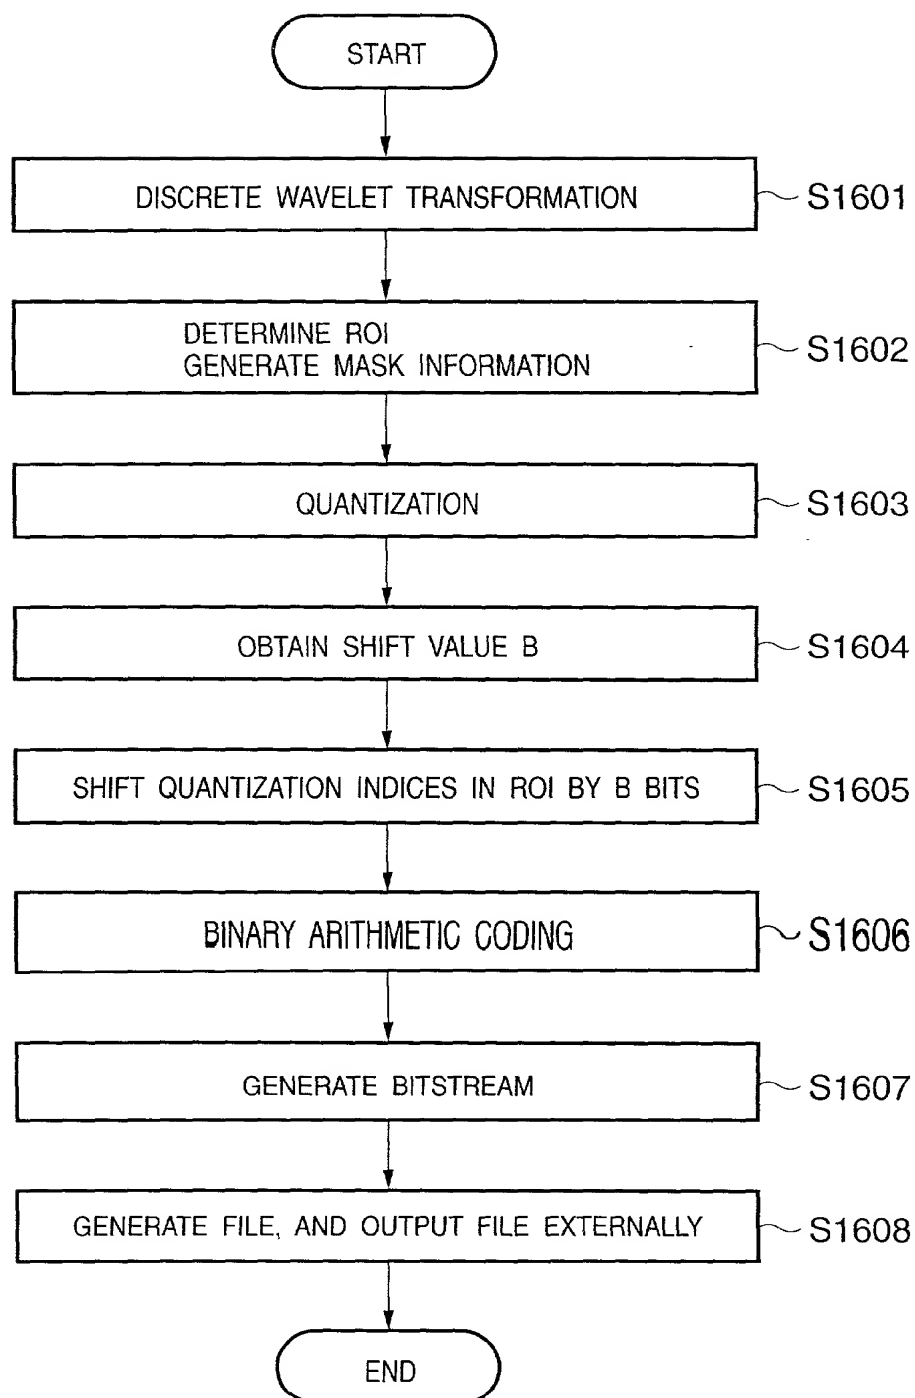 START
DISCRETE WAVELET TRANSFORMATION
S1601
DETERMINE ROI
GENERATE MASK INFORMATION
S1602
QUANTIZATION
S1603
OBTAIN SHIFT VALUE B
S1604
SHIFT QUANTIZATION INDICES IN ROI BY B BITS
S1605
BINARY ARITHMETIC CODING
S1606
GENERATE BITSTREAM
S1607
GENERATE FILE, AND OUTPUT FILE EXTERNALLY
S1608
END